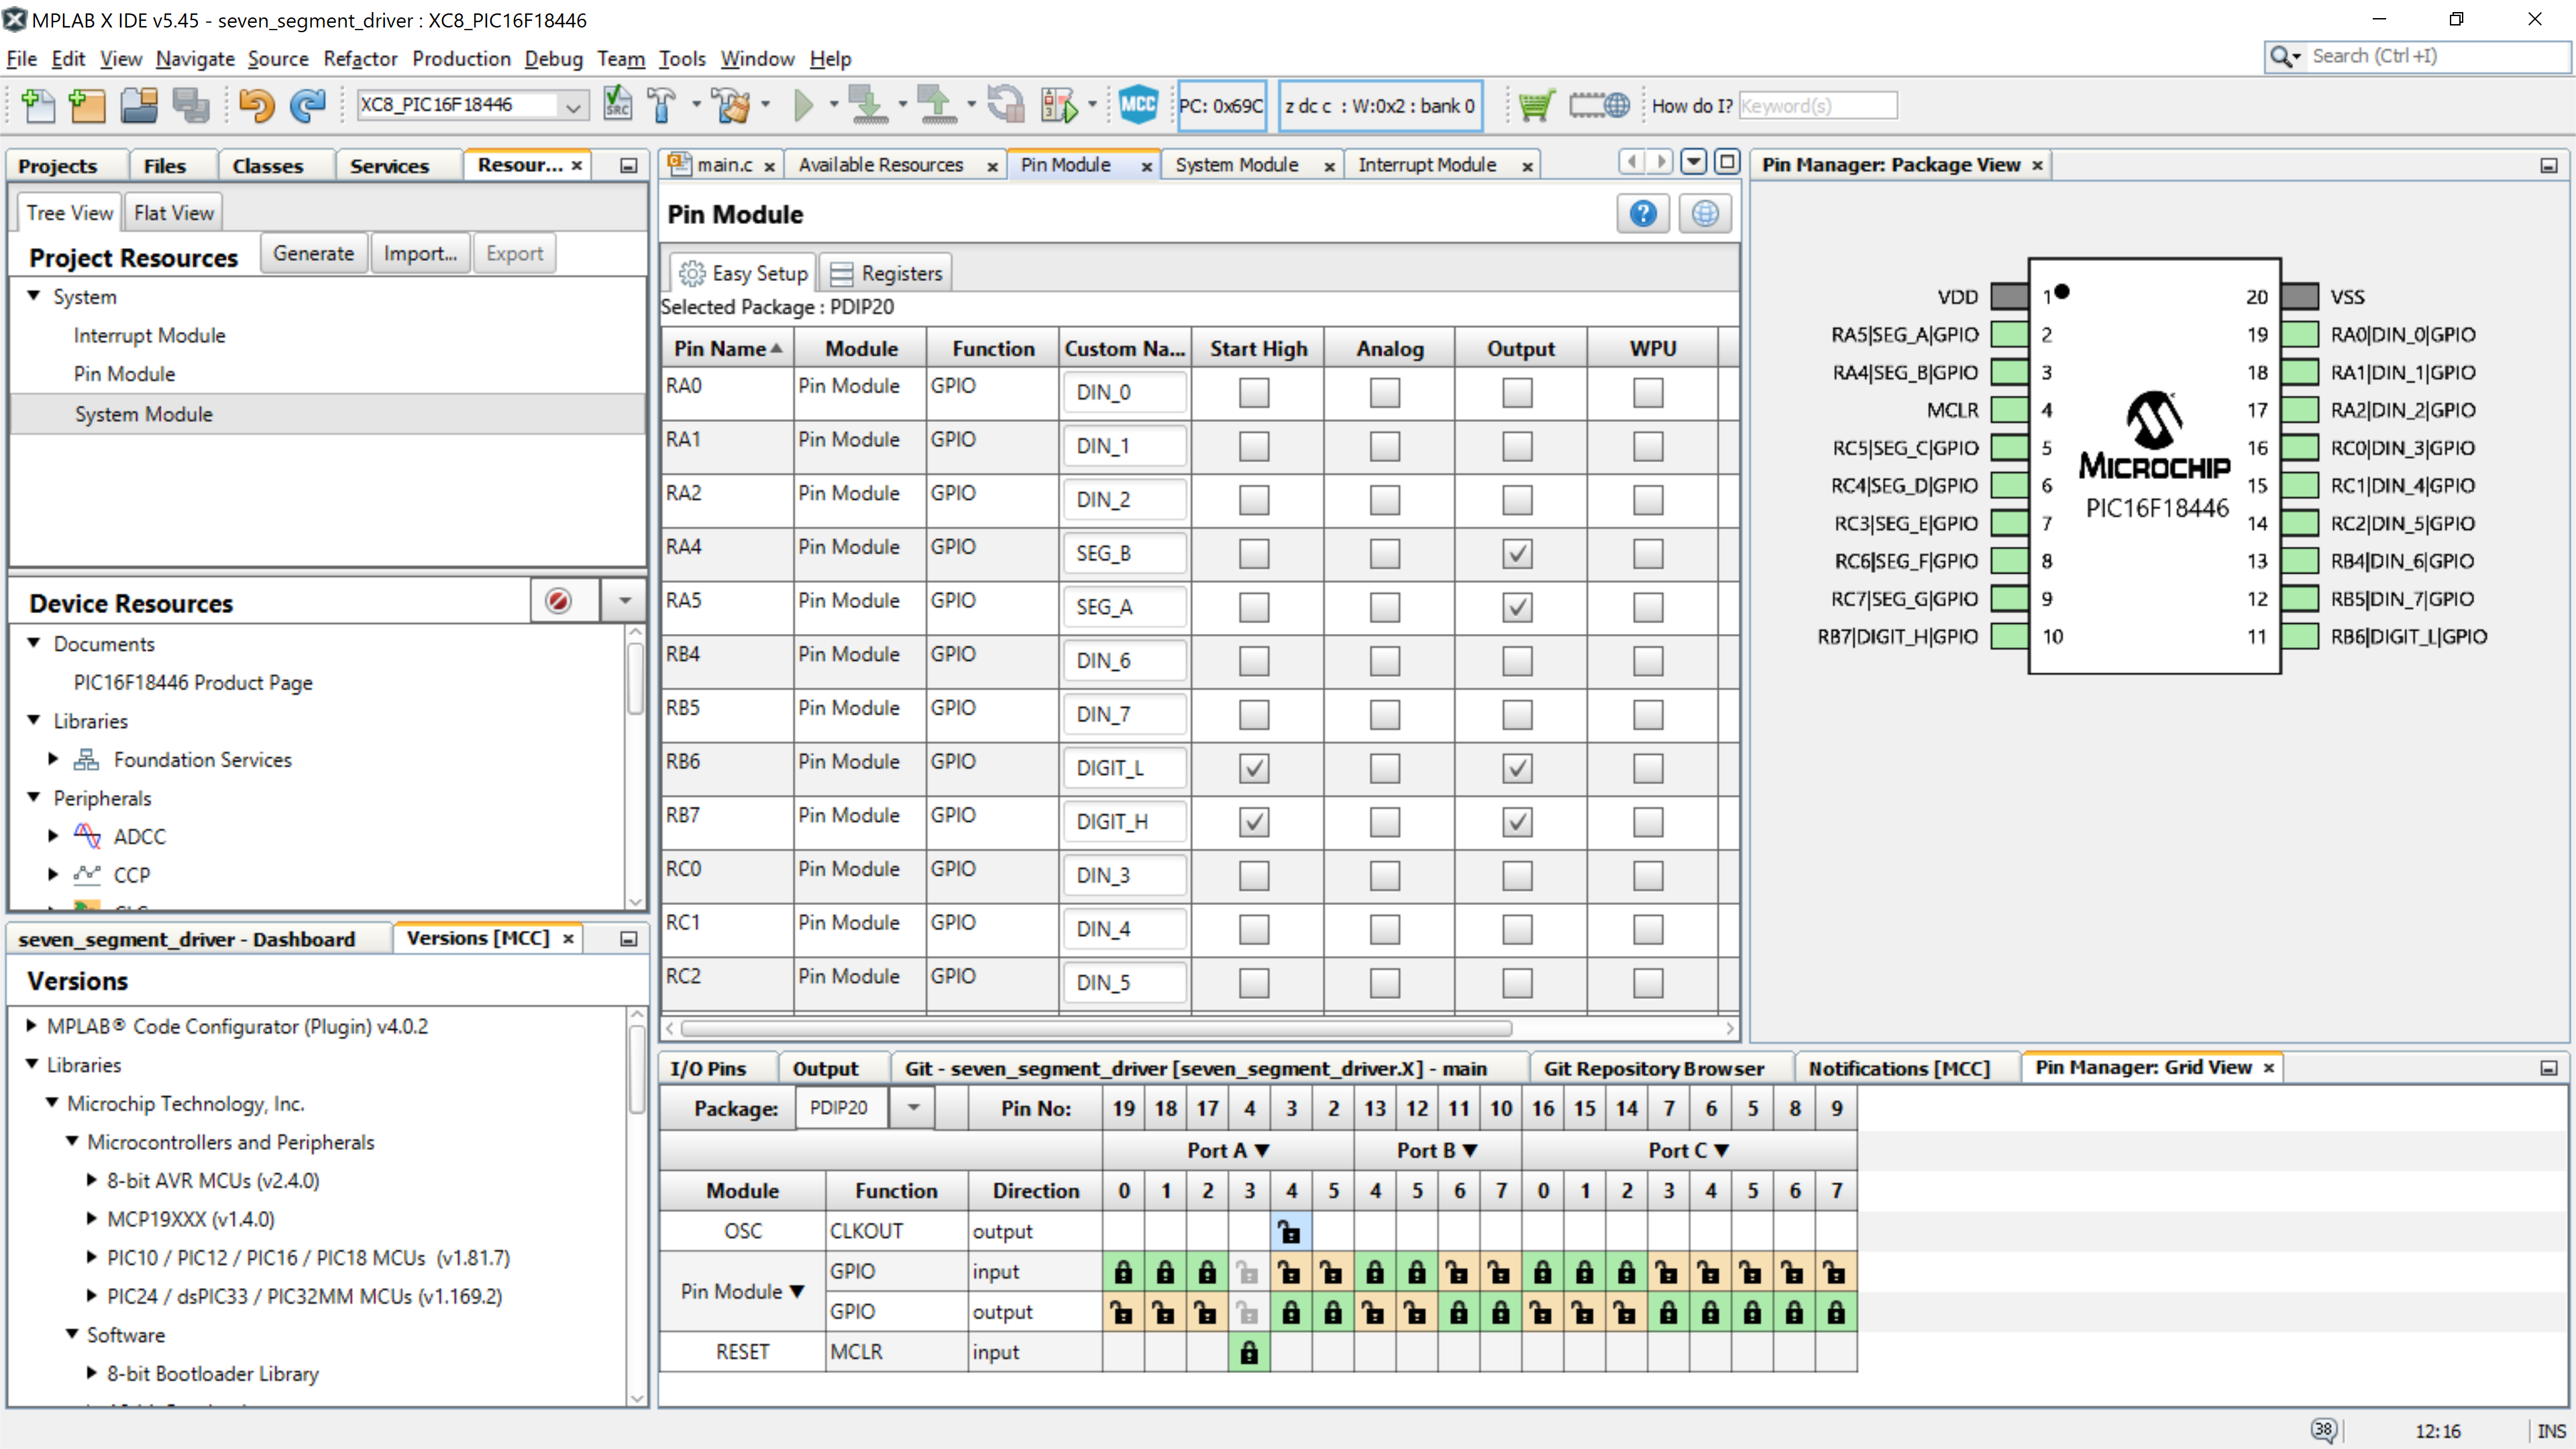 MPLAB X IDE v5.45 - seven_segment_driver : XC8_PIC16F18446
File Edit View Navigate Source Refactor Production Debug Team Tools Window Help
Search (Ctrl +I)
XC8_PIC16F18446
SRC
MCC
PC: 0x69C
z dc c : W:0x2 : bank 0
How do I?
Keyword(s)
Projects Files Classes Services Resour...
Tree View Flat View
Project Resources
Generate Import... Export
System
Interrupt Module
Pin Module
System Module
Device Resources
Documents
PIC16F18446 Product Page
Libraries
Foundation Services
Peripherals
ADCC
CCP
seven_segment_driver - Dashboard Versions [MCC]
Versions
MPLAB® Code Configurator (Plugin) v4.0.2
Libraries
Microchip Technology, Inc.
Microcontrollers and Peripherals
8-bit AVR MCUs (v2.4.0)
MCP19XXX (v1.4.0)
PIC10 / PIC12 / PIC16 / PIC18 MCUs (v1.81.7)
PIC24 / dsPIC33 / PIC32MM MCUs (v1.169.2)
Software
8-bit Bootloader Library
main.c Available Resources Pin Module System Module Interrupt Module
Pin Module
Easy Setup Registers
Selected Package : PDIP20
Pin Name Module Function Custom Na... Start High Analog Output WPU
RA0 Pin Module GPIO DIN_0
RA1 Pin Module GPIO DIN_1
RA2 Pin Module GPIO DIN_2
RA4 Pin Module GPIO SEG_B
RA5 Pin Module GPIO SEG_A
RB4 Pin Module GPIO DIN_6
RB5 Pin Module GPIO DIN_7
RB6 Pin Module GPIO DIGIT_L
RB7 Pin Module GPIO DIGIT_H
RC0 Pin Module GPIO DIN_3
RC1 Pin Module GPIO DIN_4
RC2 Pin Module GPIO DIN_5
Pin Manager: Package View
VDD 1 20 VSS
RA5|SEG_A|GPIO 2 19 RA0|DIN_0|GPIO
RA4|SEG_B|GPIO 3 18 RA1|DIN_1|GPIO
MCLR 4 17 RA2|DIN_2|GPIO
RC5|SEG_C|GPIO 5 16 RC0|DIN_3|GPIO
RC4|SEG_D|GPIO 6 15 RC1|DIN_4|GPIO
RC3|SEG_E|GPIO 7 14 RC2|DIN_5|GPIO
RC6|SEG_F|GPIO 8 13 RB4|DIN_6|GPIO
RC7|SEG_G|GPIO 9 12 RB5|DIN_7|GPIO
RB7|DIGIT_H|GPIO 10 11 RB6|DIGIT_L|GPIO
MICROCHIP
PIC16F18446
I/O Pins Output Git - seven_segment_driver [seven_segment_driver.X] - main Git Repository Browser Notifications [MCC] Pin Manager: Grid View
Package: PDIP20 Pin No: 19 18 17 4 3 2 13 12 11 10 16 15 14 7 6 5 8 9
Port A Port B Port C
Module Function Direction 0 1 2 3 4 5 4 5 6 7 0 1 2 3 4 5 6 7
OSC CLKOUT output
Pin Module GPIO input
GPIO output
RESET MCLR input
38 12:16 INS